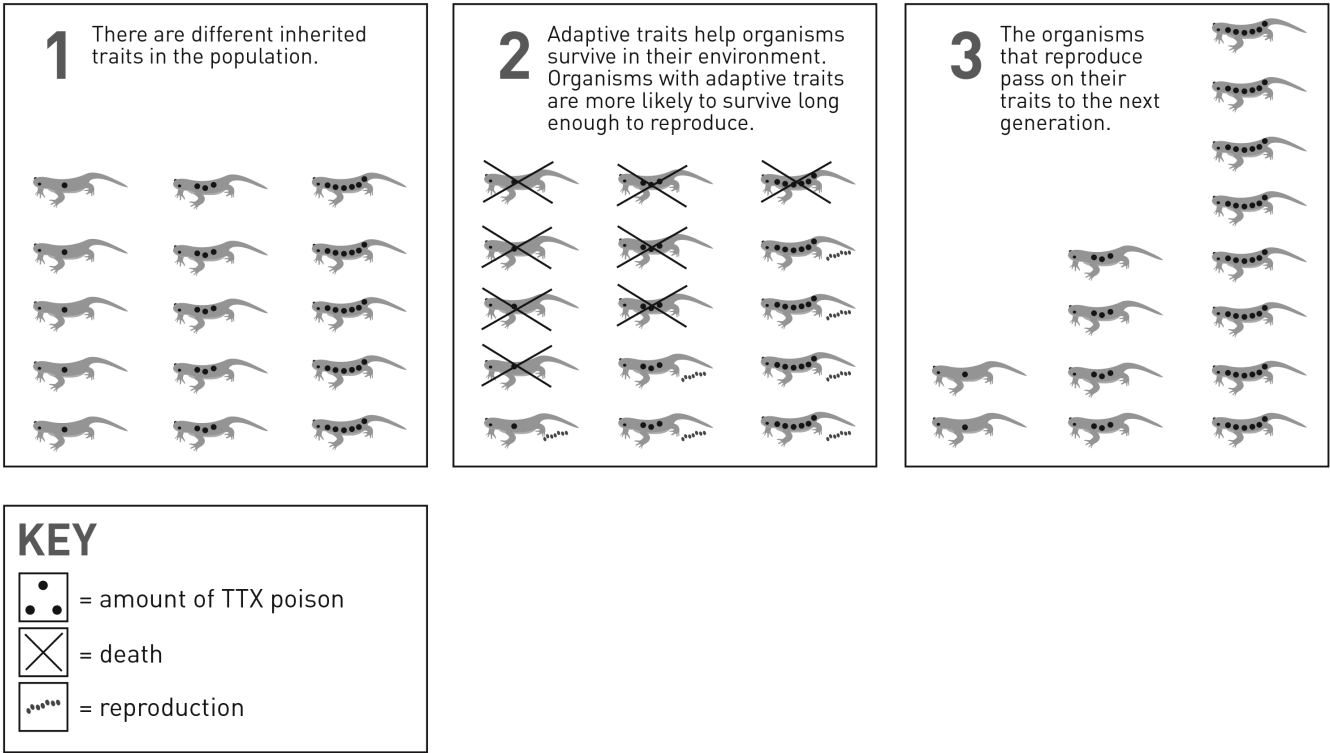 1
There are different inherited
traits in the population.
2
Adaptive traits help organisms
survive in their environment.
Organisms with adaptive traits
are more likely to survive long
enough to reproduce.
3
The organisms
that reproduce
pass on their
traits to the next
generation.
KEY
= amount of TTX poison
= death
= reproduction